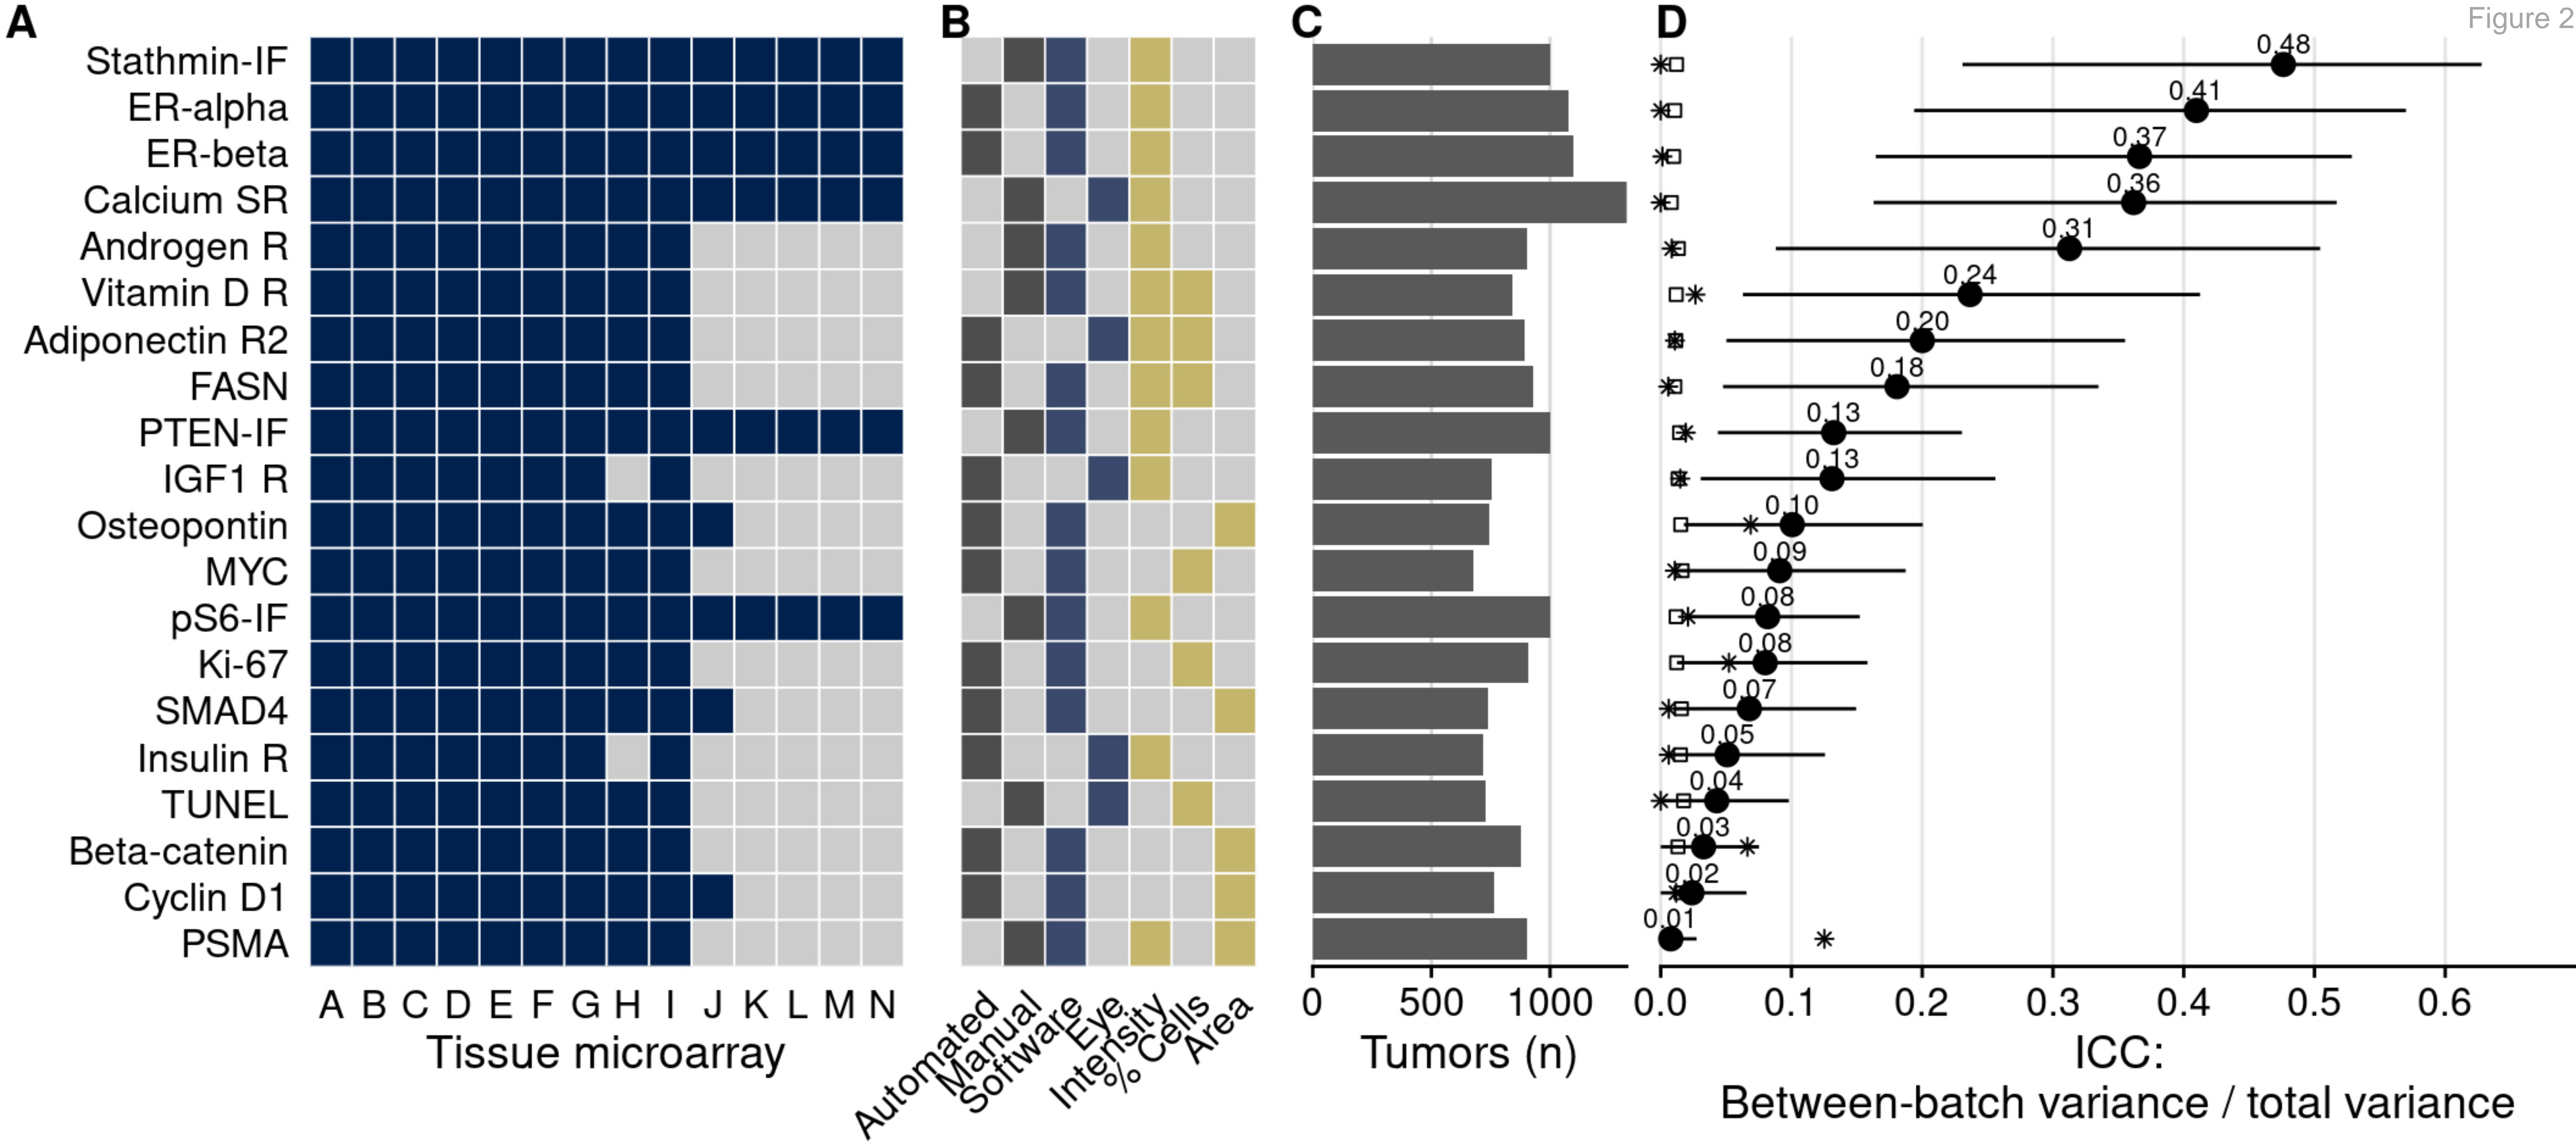 A
B
C
D
Figure 2
Stathmin-IF
ER-alpha
ER-beta
Calcium SR
Androgen R
Vitamin D R
Adiponectin R2
FASN
PTEN-IF
IGF1 R
Osteopontin
MYC
pS6-IF
Ki-67
SMAD4
Insulin R
TUNEL
Beta-catenin
Cyclin D1
PSMA
A B C D E F G H I J K L M N
Tissue microarray
Automated
Manual
Software
Eye
Intensity
% Cells
Area
0 500 1000
Tumors (n)
0.48
0.41
0.37
0.36
0.31
0.24
0.20
0.18
0.13
0.13
0.10
0.09
0.08
0.08
0.07
0.05
0.04
0.03
0.02
0.01
0.0 0.1 0.2 0.3 0.4 0.5 0.6
ICC:
Between-batch variance / total variance